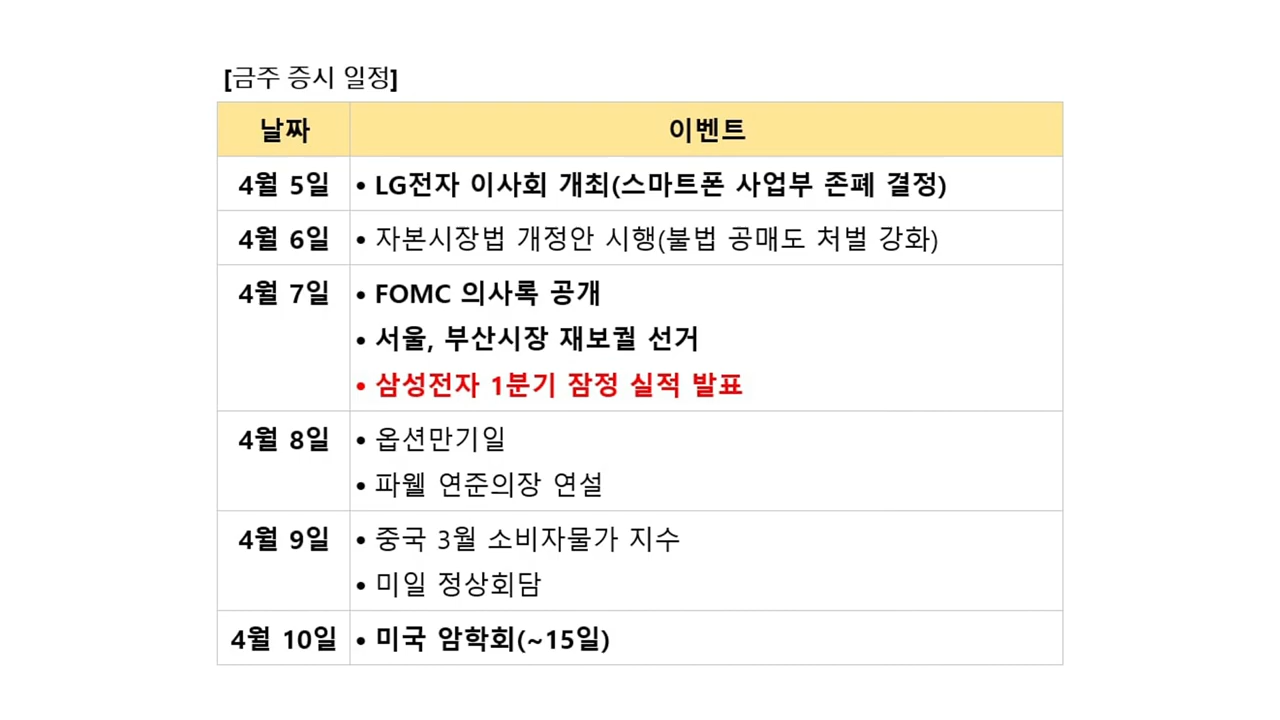 [금주 증시 일정]
날짜 이벤트
4월 5일 • LG전자 이사회 개최(스마트폰 사업부 존폐 결정)
4월 6일 • 자본시장법 개정안 시행(불법 공매도 처벌 강화)
4월 7일 • FOMC 의사록 공개
• 서울, 부산시장 재보궐 선거
• 삼성전자 1분기 잠정 실적 발표
4월 8일 • 옵션만기일
• 파웰 연준의장 연설
4월 9일 • 중국 3월 소비자물가 지수
• 미일 정상회담
4월 10일 • 미국 암학회(~15일)